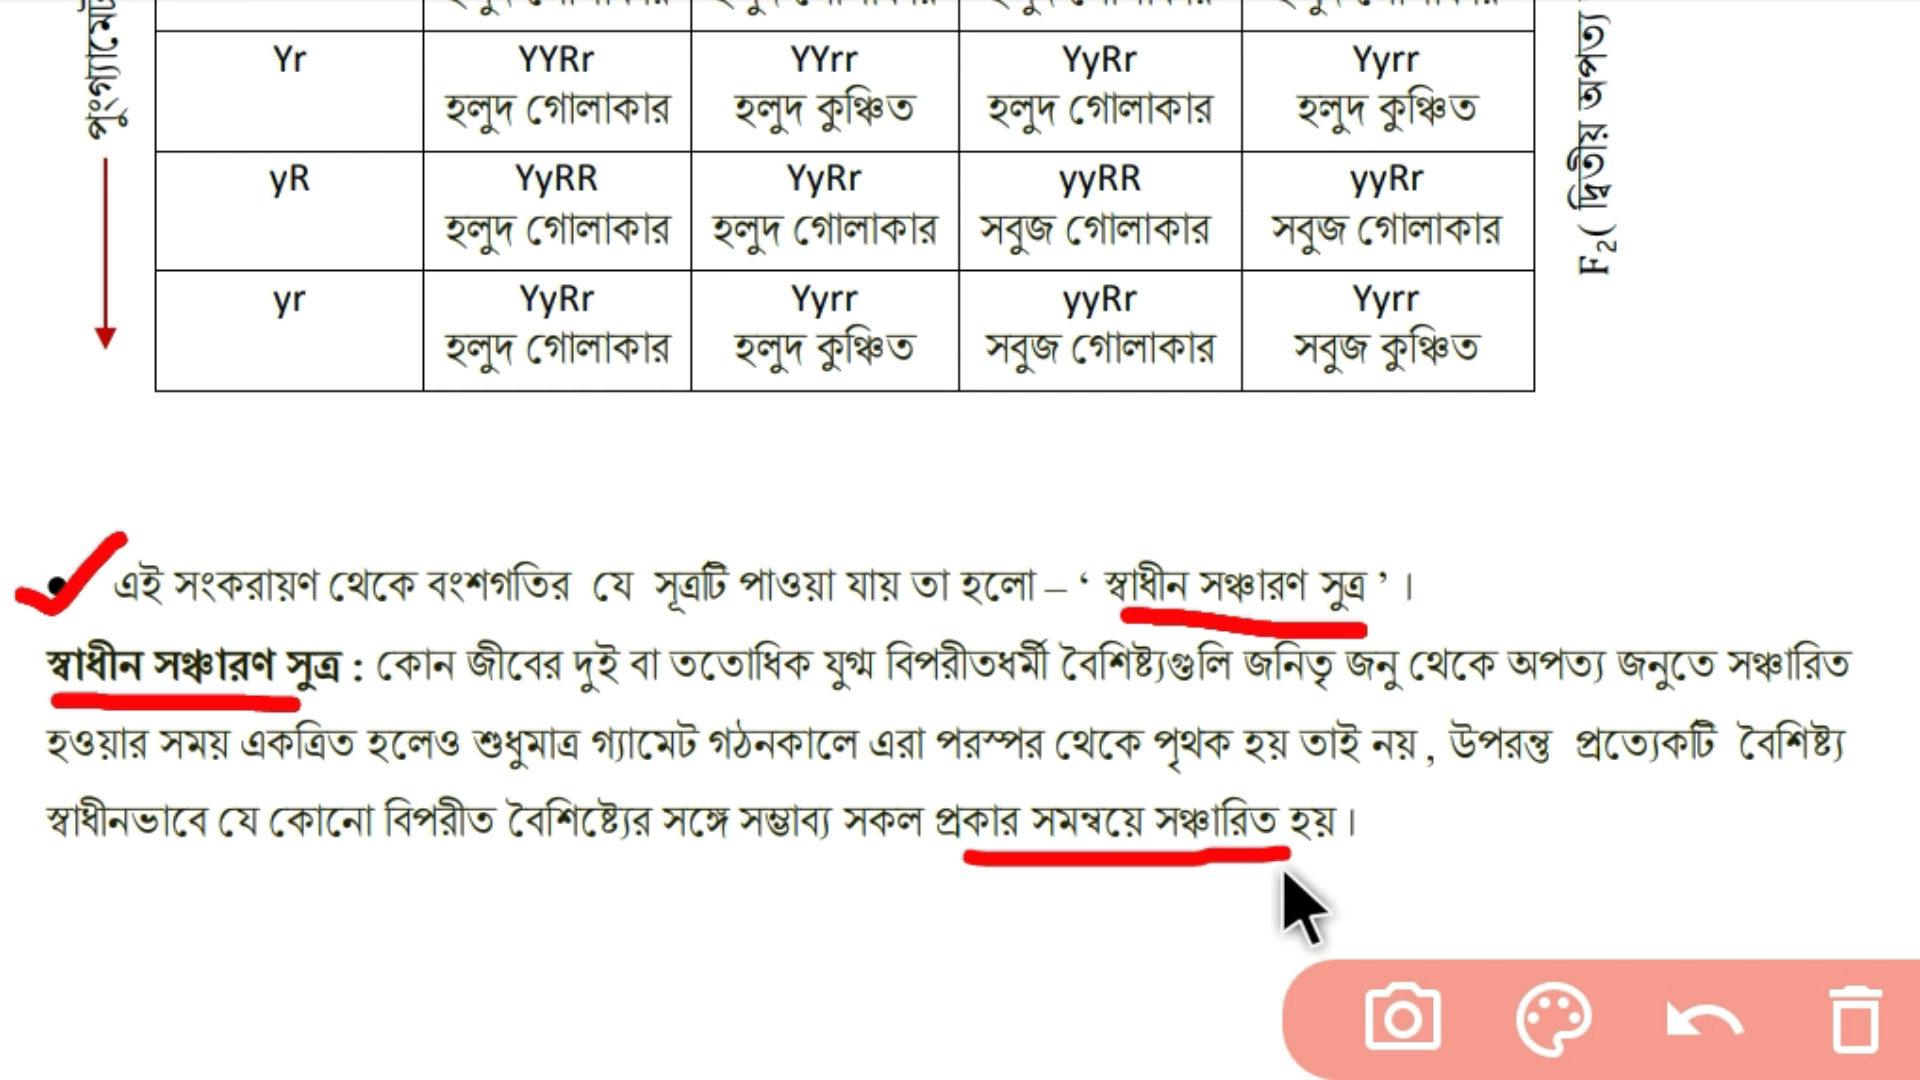 পুংগ্যামেট
Yr YYRr YYrr YyRr Yyrr
হলুদ গোলাকার হলুদ কুঞ্চিত হলুদ গোলাকার হলুদ কুঞ্চিত
yR YyRR YyRr yyRR yyRr
হলুদ গোলাকার হলুদ গোলাকার সবুজ গোলাকার সবুজ গোলাকার
yr YyRr Yyrr yyRr Yyrr
হলুদ গোলাকার হলুদ কুঞ্চিত সবুজ গোলাকার সবুজ কুঞ্চিত
F₂( দ্বিতীয় অপত্য
• এই সংকরায়ণ থেকে বংশগতির যে সূত্রটি পাওয়া যায় তা হলো – ‘ স্বাধীন সঞ্চারণ সুত্র ’ ।
স্বাধীন সঞ্চারণ সুত্র : কোন জীবের দুই বা ততোধিক যুগ্ম বিপরীতধর্মী বৈশিষ্ট্যগুলি জনিতৃ জনু থেকে অপত্য জনুতে সঞ্চারিত
হওয়ার সময় একত্রিত হলেও শুধুমাত্র গ্যামেট গঠনকালে এরা পরস্পর থেকে পৃথক হয় তাই নয় , উপরন্তু প্রত্যেকটি বৈশিষ্ট্য
স্বাধীনভাবে যে কোনো বিপরীত বৈশিষ্ট্যের সঙ্গে সম্ভাব্য সকল প্রকার সমন্বয়ে সঞ্চারিত হয় ।